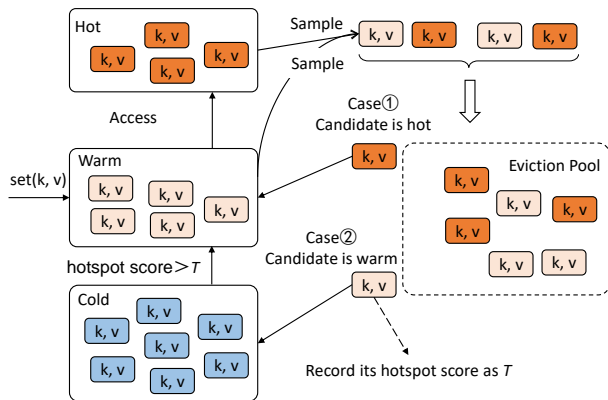 Hot
k, v
k, v
k, v
k, v
Sample
Sample
k, v
k, v
k, v
k, v
Access
set(k, v)
Warm
k, v
k, v
k, v
k, v
k, v
Case①
Candidate is hot
k, v
Eviction Pool
k, v
k, v
k, v
k, v
k, v
k, v
hotspot score＞T
Case②
Candidate is warm
k, v
Cold
k, v
k, v
k, v
k, v
k, v
k, v
k, v
Record its hotspot score as T